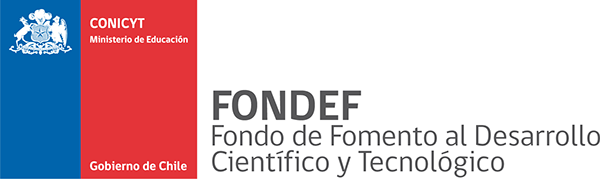 CONICYT
Ministerio de Educación
Gobierno de Chile
FONDEF
Fondo de Fomento al Desarrollo
Científico y Tecnológico